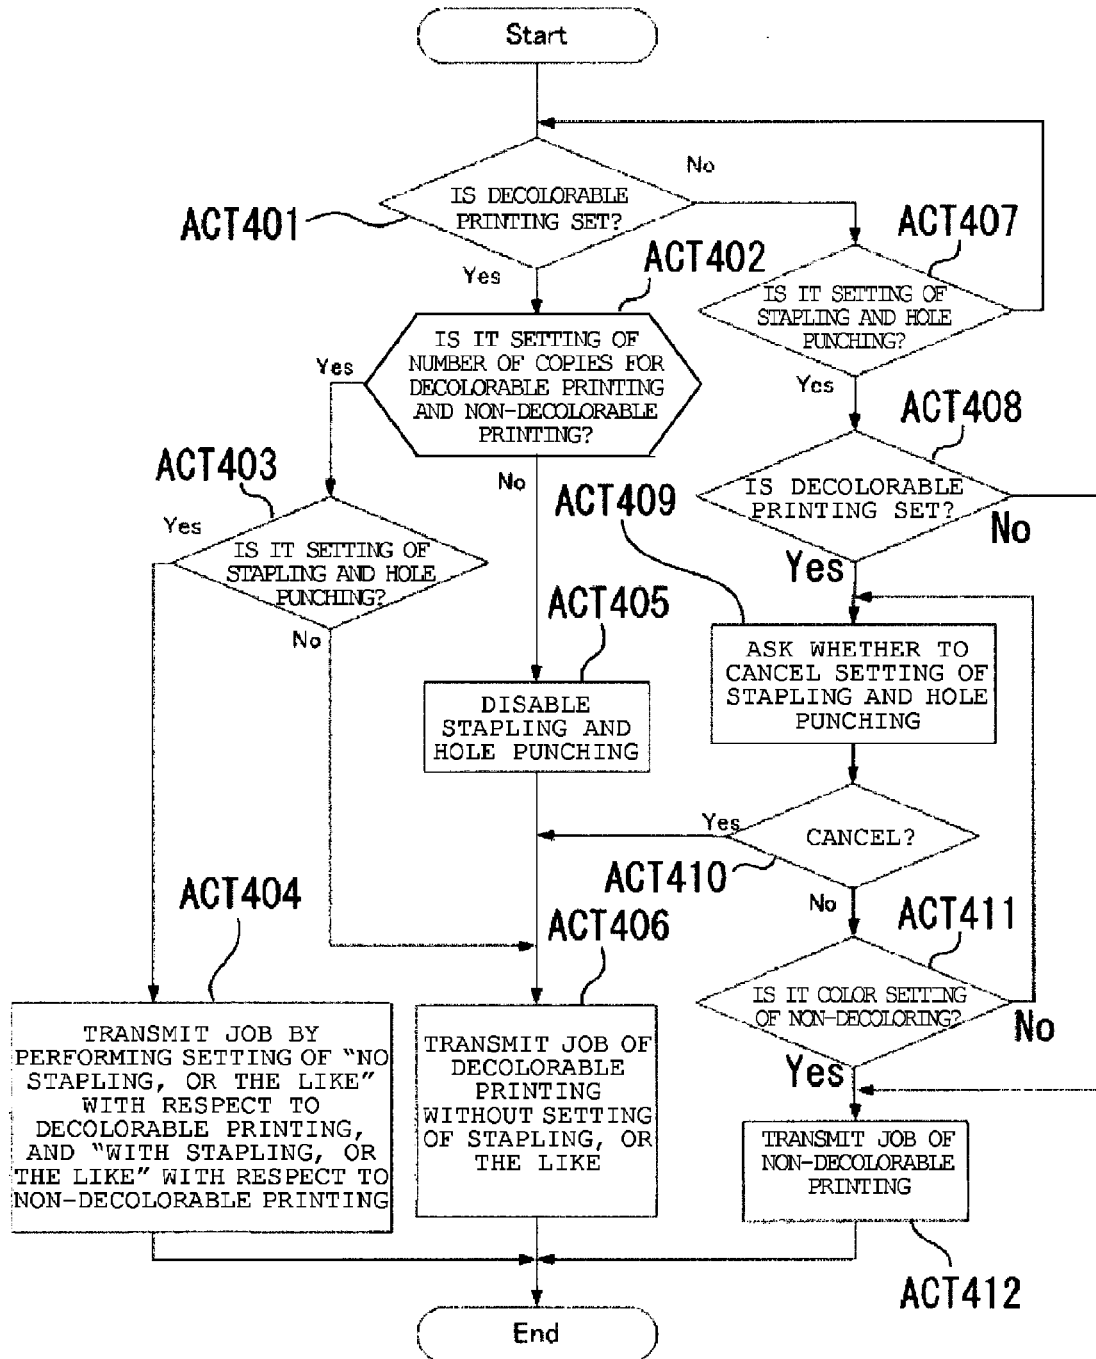 Start
No
IS DECOLORABLE
PRINTING SET?
ACT401
Yes
ACT402
ACT407
IS IT SETTING OF
STAPLING AND HOLE
PUNCHING?
Yes
IS IT SETTING OF
NUMBER OF COPIES FOR
DECOLORABLE PRINTING
AND NON-DECOLORABLE
PRINTING?
Yes
No
ACT408
IS DECOLORABLE
PRINTING SET?
No
Yes
ACT403
Yes
IS IT SETTING OF
STAPLING AND HOLE
PUNCHING?
No
ACT409
ASK WHETHER TO
CANCEL SETTING OF
STAPLING AND HOLE
PUNCHING
ACT405
DISABLE
STAPLING AND
HOLE PUNCHING
Yes
CANCEL?
ACT410
No
ACT411
IS IT COLOR SETTING
OF NON-DECOLORING?
No
Yes
ACT404
TRANSMIT JOB BY
PERFORMING SETTING OF "NO
STAPLING, OR THE LIKE"
WITH RESPECT TO
DECOLORABLE PRINTING,
AND "WITH STAPLING, OR
THE LIKE" WITH RESPECT TO
NON-DECOLORABLE PRINTING
ACT406
TRANSMIT JOB OF
DECOLORABLE
PRINTING
WITHOUT SETTING
OF STAPLING, OR
THE LIKE
TRANSMIT JOB OF
NON-DECOLORABLE
PRINTING
ACT412
End